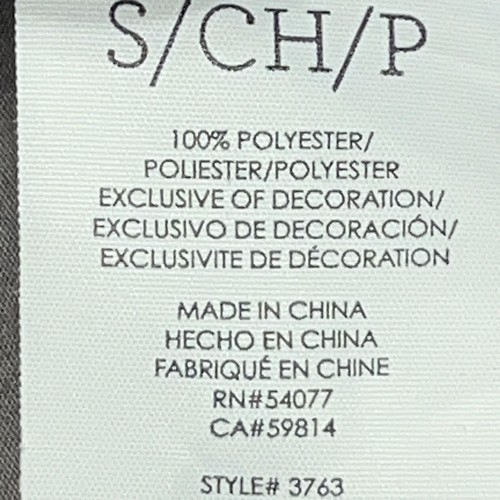 S/CH/P
100% POLYESTER/
POLIESTER/POLYESTER
EXCLUSIVE OF DECORATION/
EXCLUSIVO DE DECORACIÓN/
EXCLUSIVITE DE DÉCORATION
MADE IN CHINA
HECHO EN CHINA
FABRIQUÉ EN CHINE
RN#54077
CA#59814
STYLE# 3763